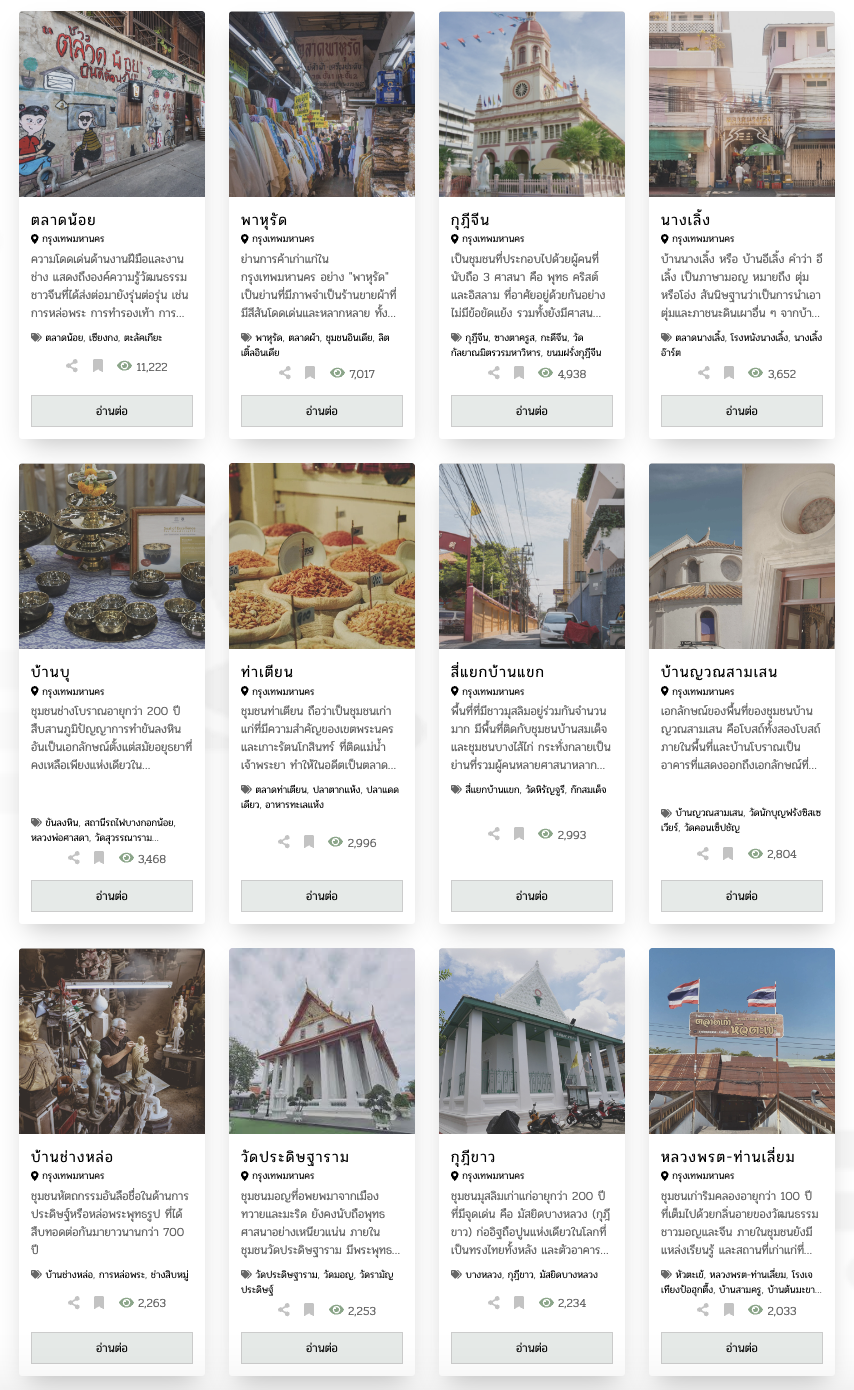 ตลาดน้อย
กรุงเทพมหานคร
ความโดดเด่นด้านงานฝีมือและงาน
ช่าง แสดงถึงองค์ความรู้วัฒนธรรม
ชาวจีนที่ได้ส่งต่อมายังรุ่นต่อรุ่น เช่น
การหล่อพระ การทำรองเท้า การ...
ตลาดน้อย, เซียงกง, ตะลัคเกียะ
11,222
อ่านต่อ
ตลาดพาหุรัด
พาหุรัด
กรุงเทพมหานคร
ย่านการค้าเก่าแก่ใน
กรุงเทพมหานคร อย่าง "พาหุรัด"
เป็นย่านที่มีภาพจำเป็นร้านขายผ้าที่
มีสีสันโดดเด่นและหลากหลาย ทั้ง...
พาหุรัด, ตลาดผ้า, ชุมชนอินเดีย, ลิต
เติ้ลอินเดีย
7,017
อ่านต่อ
กุฎีจีน
กรุงเทพมหานคร
เป็นชุมชนที่ประกอบไปด้วยผู้คนที่
นับถือ 3 ศาสนา คือ พุทธ คริสต์
และอิสลาม ที่อาศัยอยู่ด้วยกันอย่าง
ไม่มีข้อขัดแย้ง รวมทั้งยังมีศาสน...
กุฎีจีน, ซางตาครูส, กะดีจีน, วัด
กัลยาณมิตรวรมหาวิหาร, ขนมฝรั่งกุฎีจีน
4,938
อ่านต่อ
นางเลิ้ง
กรุงเทพมหานคร
บ้านนางเลิ้ง หรือ บ้านอีเลิ้ง คำว่า อี
เลิ้ง เป็นภาษามอญ หมายถึง ตุ่ม
หรือโอ่ง สันนิษฐานว่าเป็นการนำเอา
ตุ่มและภาชนะดินเผาอื่น ๆ จากบ้า...
ตลาดนางเลิ้ง, โรงหนังนางเลิ้ง, นางเลิ้ง
อ๊าร์ต
3,652
อ่านต่อ
บ้านบุ
กรุงเทพมหานคร
ชุมชนช่างโบราณอายุกว่า 200 ปี
สืบสานภูมิปัญญาการทำขันลงหิน
อันเป็นเอกลักษณ์ตั้งแต่สมัยอยุธยาที่
คงเหลือเพียงแห่งเดียวใน...
ขันลงหิน, สถานีรถไฟบางกอกน้อย,
หลวงพ่อศาสดา, วัดสุวรรณาราม...
3,468
อ่านต่อ
ท่าเตียน
กรุงเทพมหานคร
ชุมชนท่าเตียน ถือว่าเป็นชุมชนเก่า
แก่ที่มีความสำคัญของเขตพระนคร
และเกาะรัตนโกสินทร์ ที่ติดแม่น้ำ
เจ้าพระยา ทำให้ในอดีตเป็นตลาด...
ตลาดท่าเตียน, ปลาตากแห้ง, ปลาแดด
เดียว, อาหารทะเลแห้ง
2,996
อ่านต่อ
สี่แยกบ้านแขก
กรุงเทพมหานคร
พื้นที่ที่มีชาวมุสลิมอยู่ร่วมกันจำนวน
มาก มีพื้นที่ติดกับชุมชนบ้านสมเด็จ
และชุมชนบางไส้ไก่ กระทั่งกลายเป็น
ย่านที่รวมผู้คนหลายศาสนาหลาก...
สี่แยกบ้านแขก, วัดหิรัญรูจี, กักสมเด็จ
2,993
อ่านต่อ
บ้านญวณสามเสน
กรุงเทพมหานคร
เอกลักษณ์ของพื้นที่ของชุมชนบ้าน
ญวณสามเสน คือโบสถ์ทั้งสองโบสถ์
ภายในพื้นที่และบ้านโบราณเป็น
อาคารที่แสดงออกถึงเอกลักษณ์ที่...
บ้านญวณสามเสน, วัดนักบุญฟรังซิสเซ
เวียร์, วัดคอนเซ็ปชัญ
2,804
อ่านต่อ
บ้านช่างหล่อ
กรุงเทพมหานคร
ชุมชนหัตถกรรมอันลือชื่อในด้านการ
ประดิษฐ์หรือหล่อพระพุทธรูป ที่ได้
สืบทอดต่อกันมายาวนานกว่า 700
ปี
บ้านช่างหล่อ, การหล่อพระ, ช่างสิบหมู่
2,263
อ่านต่อ
วัดประดิษฐาราม
กรุงเทพมหานคร
ชุมชนมอญที่อพยพมาจากเมือง
ทวายและมะริด ยังคงนับถือพุทธ
ศาสนาอย่างเหนียวแน่น ภายใน
ชุมชนวัดประดิษฐาราม มีพระพุทธ...
วัดประดิษฐาราม, วัดมอญ, วัดรามัญ
ประดิษฐ์
2,253
อ่านต่อ
กุฎีขาว
กรุงเทพมหานคร
ชุมชนมุสลิมเก่าแก่อายุกว่า 200 ปี
ที่มีจุดเด่น คือ มัสยิดบางหลวง (กุฎี
ขาว) ก่ออิฐถือปูนแห่งเดียวในโลกที่
เป็นทรงไทยทั้งหลัง และตัวอาคาร...
บางหลวง, กุฎีขาว, มัสยิดบางหลวง
2,234
อ่านต่อ
หลวงพรต-ท่านเลี่ยม
กรุงเทพมหานคร
ชุมชนเก่าริมคลองอายุกว่า 100 ปี
ที่เต็มไปด้วยกลิ่นอายของวัฒนธรรม
ชาวมอญและจีน ภายในชุมชนยังมี
แหล่งเรียนรู้ และสถานที่เก่าแก่ที่...
หัวตะเข้, หลวงพรต-ท่านเลี่ยม, โรงเจ
เทียงป้ออุกตึ้ง, บ้านสามครู, บ้านต้นมะขา...
2,033
อ่านต่อ